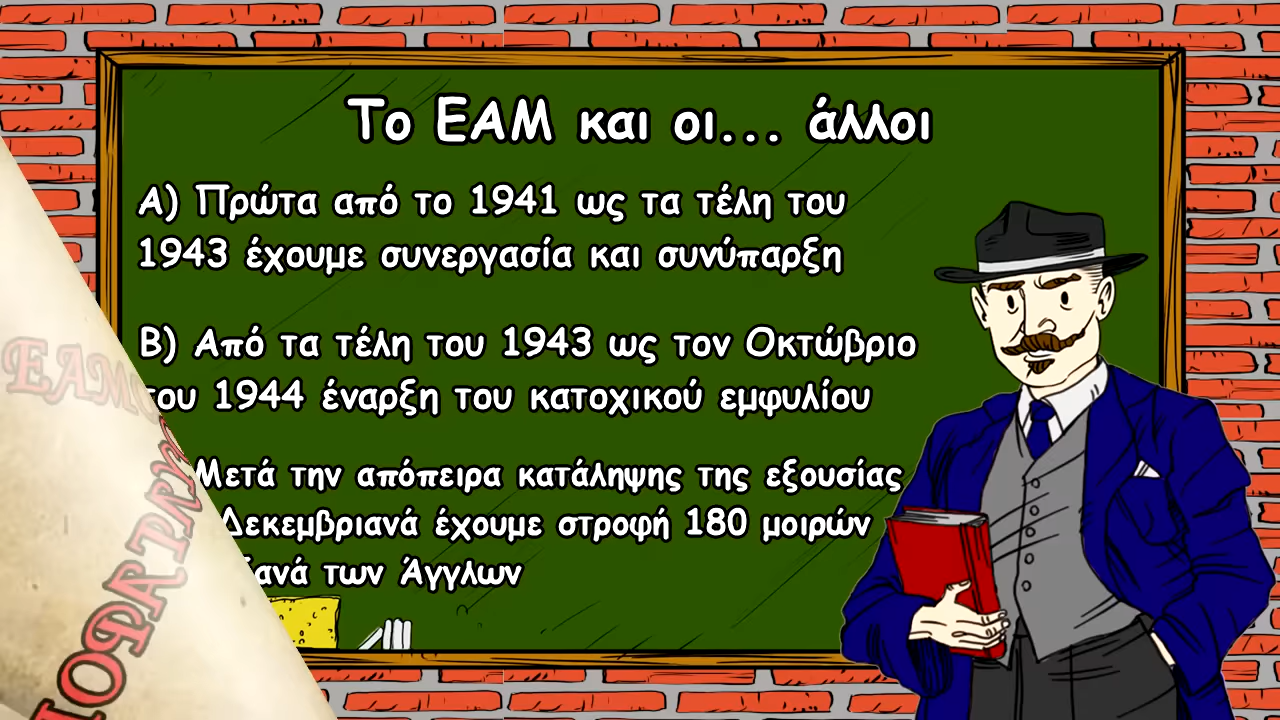 Το ΕΑΜ και οι... άλλοι
Α) Πρώτα από το 1941 ως τα τέλη του
1943 έχουμε συνεργασία και συνύπαρξη
Β) Από τα τέλη του 1943 ως τον Οκτώβριο
του 1944 έναρξη του κατοχικού εμφυλίου
Μετά την απόπειρα κατάληψης της εξουσίας
Δεκεμβριανά έχουμε στροφή 180 μοιρών
ξανά των Άγγλων
ΕΑΜ